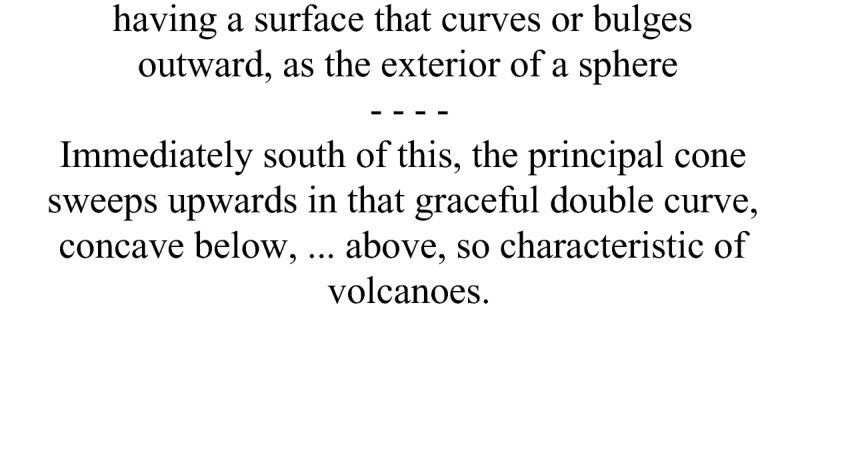 having a surface that curves or bulges
outward, as the exterior of a sphere
- - - -
Immediately south of this, the principal cone
sweeps upwards in that graceful double curve,
concave below, ... above, so characteristic of
volcanoes.